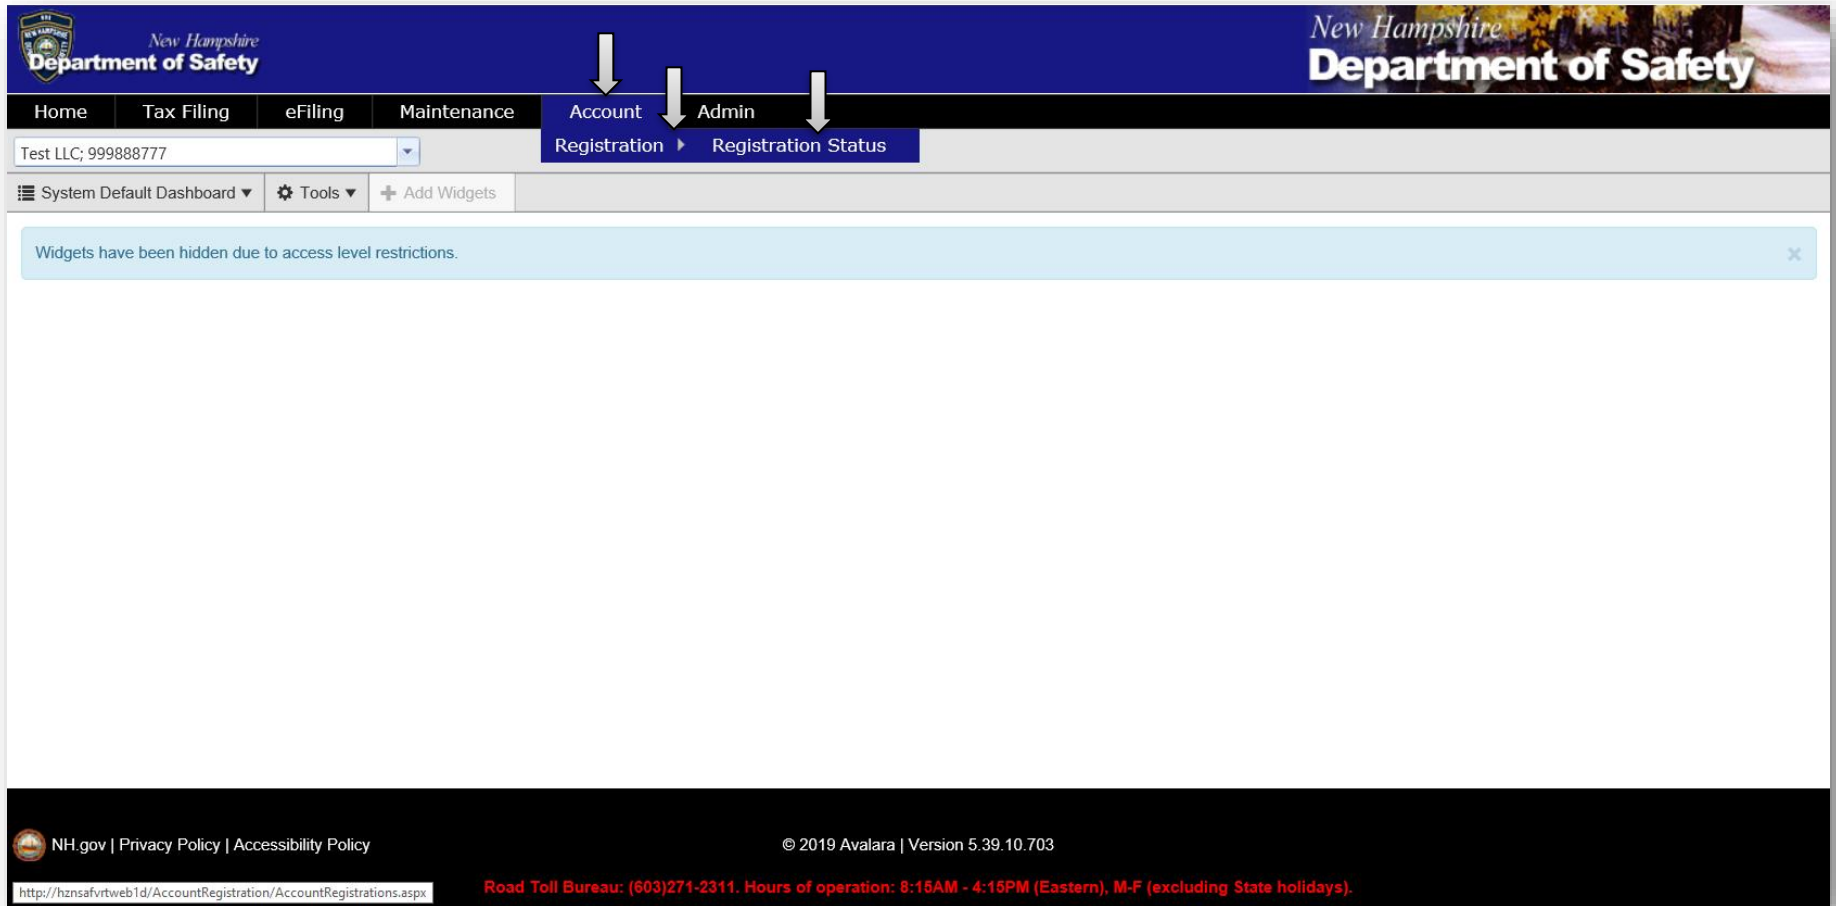 New Hampshire
Department of Safety
New Hampshire
Department of Safety
Home Tax Filing eFiling Maintenance Account Admin
Test LLC; 999888777
Registration Registration Status
System Default Dashboard Tools Add Widgets
Widgets have been hidden due to access level restrictions.
NH.gov | Privacy Policy | Accessibility Policy
© 2019 Avalara | Version 5.39.10.703
http://hznsafvrtweb1d/AccountRegistration/AccountRegistrations.aspx
Road Toll Bureau: (603)271-2311. Hours of operation: 8:15AM - 4:15PM (Eastern), M-F (excluding State holidays).